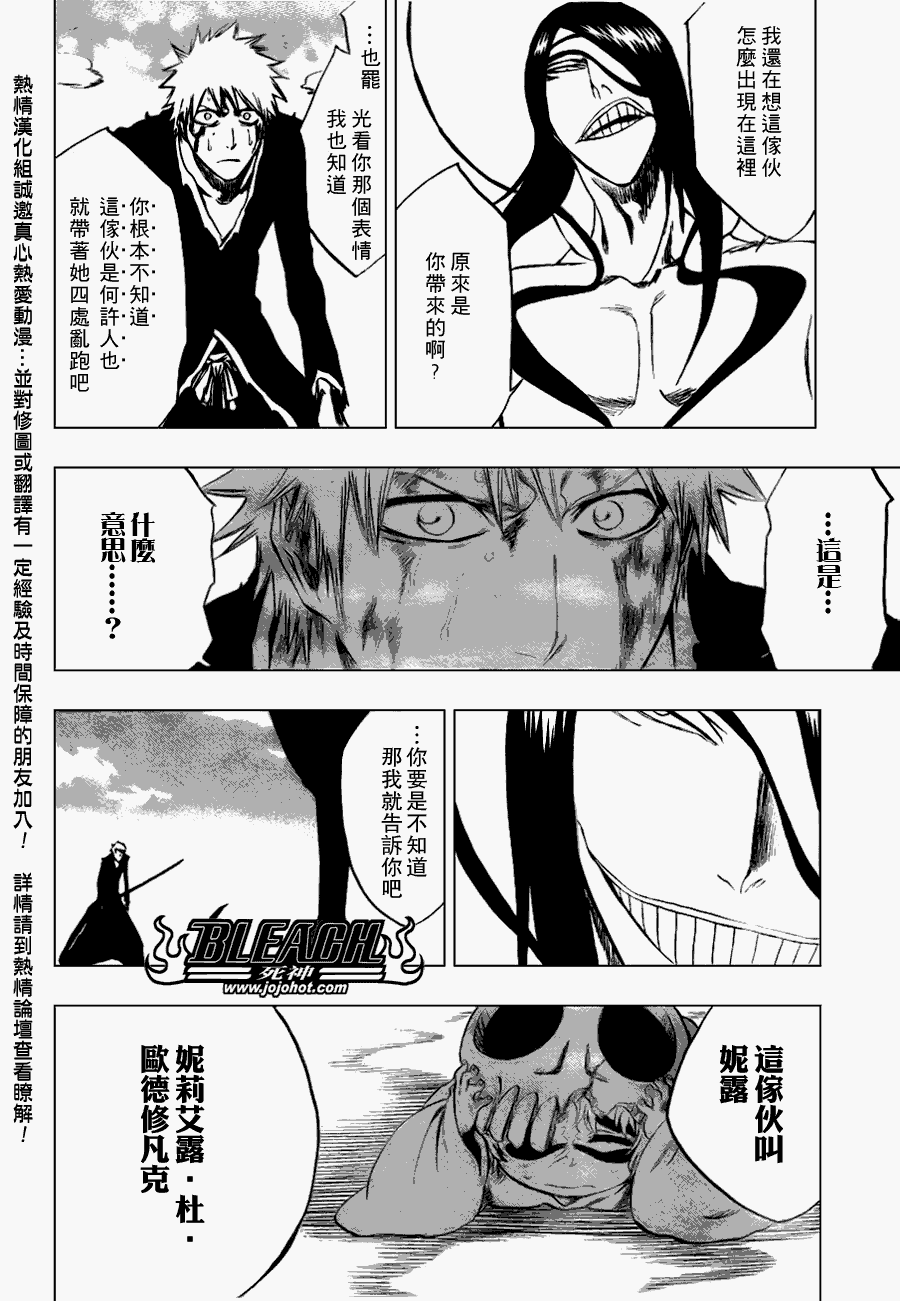 我還在想這傢伙
怎麼出現在這裡
原來是
你帶來的啊?
…也罷
光看你那個表情
我也知道
你根本不知道
這傢伙是何許人也
就帶著她四處亂跑吧
…這是…
什麼
意思……?
…你要是不知道
那我就告訴你吧
BLEACH
死神
www.jojohot.com
這傢伙叫
妮露
妮莉艾露·杜·
歐德修凡克
熱情漢化組誠邀真心熱愛動漫…並對修圖或翻譯有一定經驗及時間保障的朋友加入! 詳情請到熱情論壇查看瞭解!